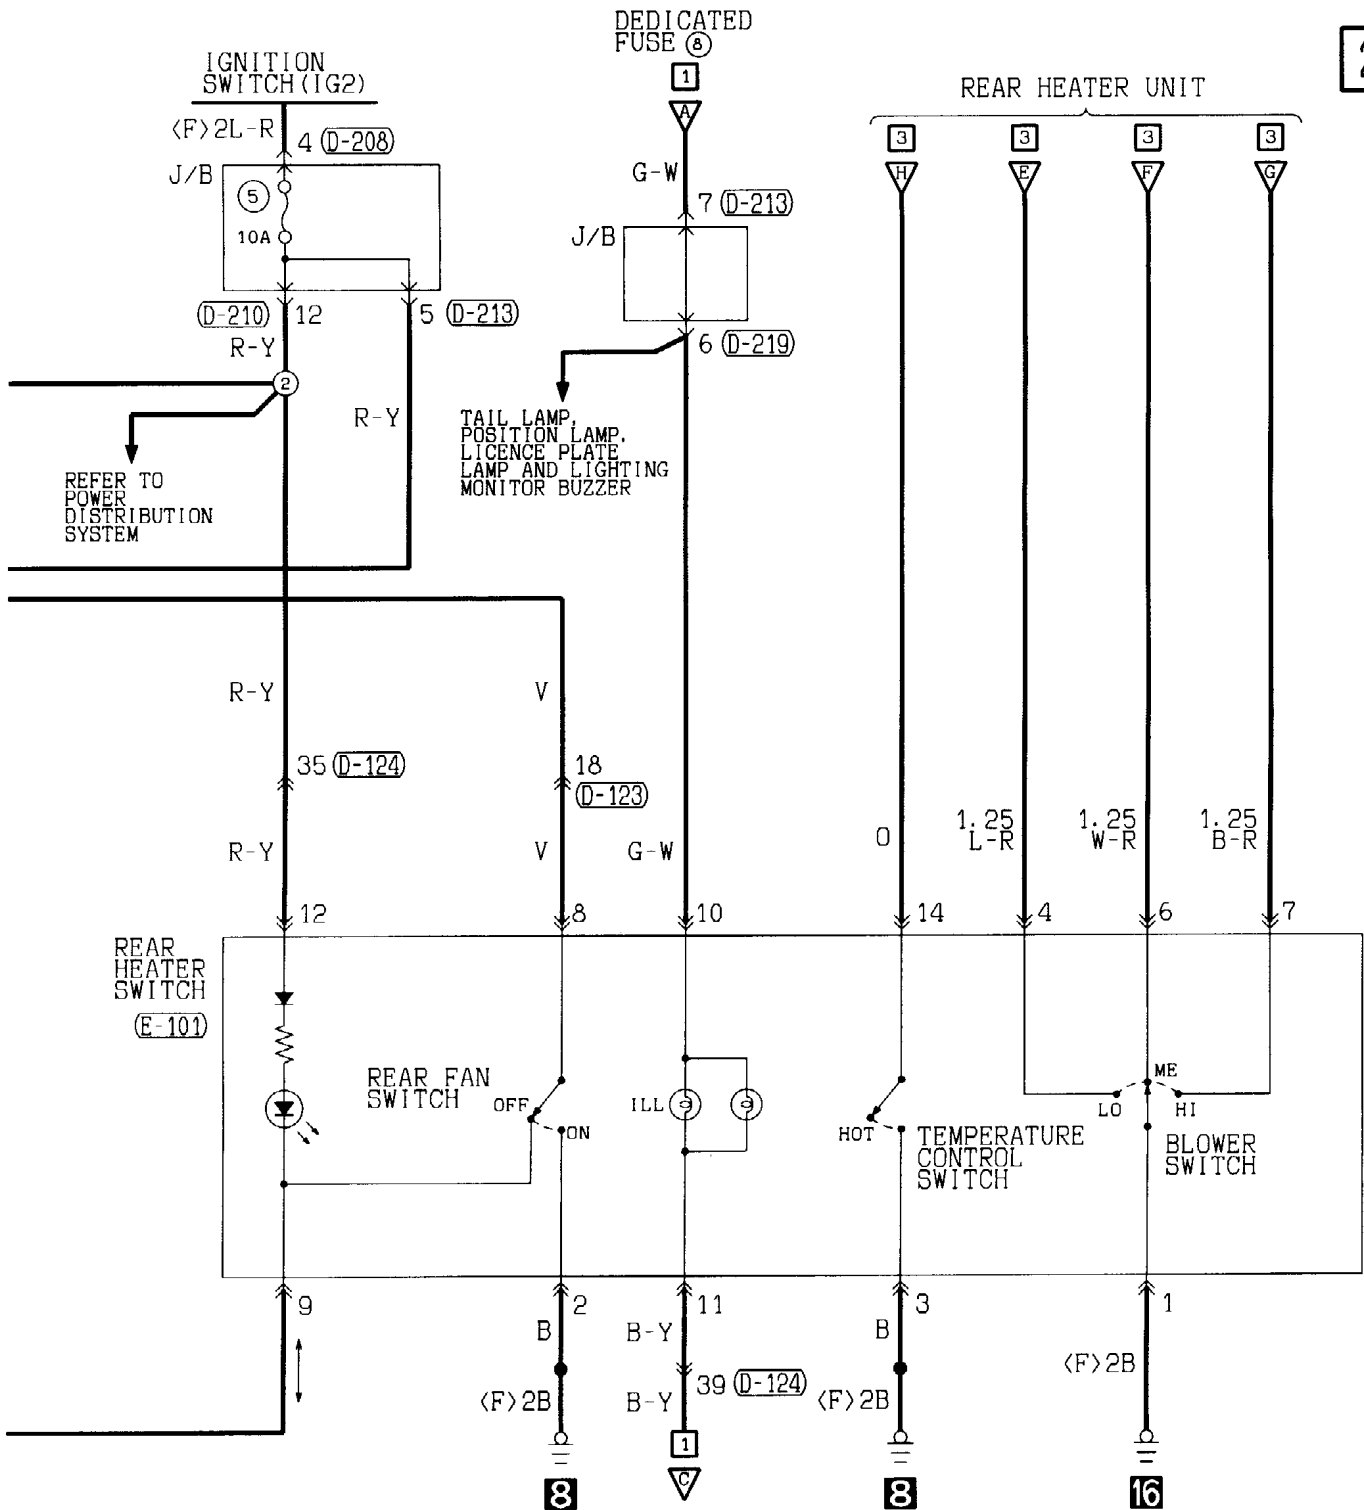 DEDICATED
FUSE 8
1
A
2
IGNITION
SWITCH(IG2)
REAR HEATER UNIT
3
3
3
3
H
E
F
G
<F>2L-R
4 D-208
J/B
5
10A
G-W
7 D-213
J/B
D-210 12
5 D-213
R-Y
6 D-219
2
R-Y
TAIL LAMP,
POSITION LAMP,
LICENCE PLATE
LAMP AND LIGHTING
MONITOR BUZZER
REFER TO
POWER
DISTRIBUTION
SYSTEM
R-Y
V
35 D-124
18
D-123
R-Y
V
G-W
O
1.25
L-R
1.25
W-R
1.25
B-R
12
8
10
14
4
6
7
REAR
HEATER
SWITCH
E-101
REAR FAN
SWITCH
OFF
ON
ILL
HOT
TEMPERATURE
CONTROL
SWITCH
ME
LO
HI
BLOWER
SWITCH
9
2
11
3
1
B
B-Y
B
<F>2B
39 D-124
<F>2B
B-Y
<F>2B
1
C
8
8
16